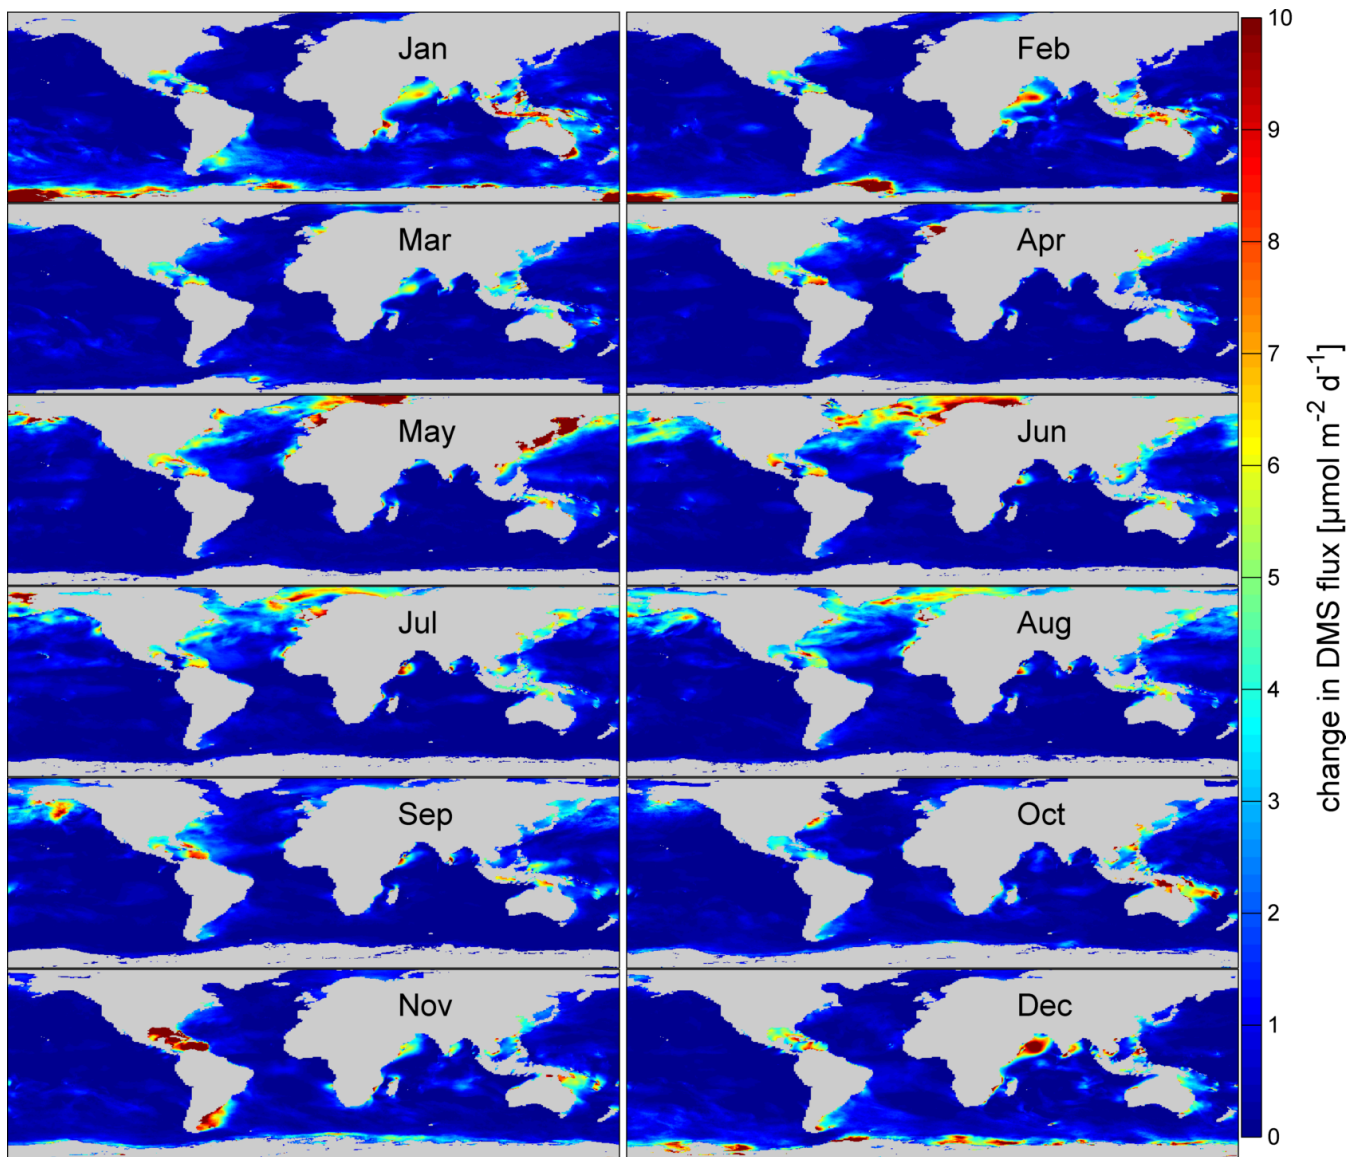 Jan
Feb
Mar
Apr
May
Jun
Jul
Aug
Sep
Oct
Nov
Dec
10
9
8
7
6
5
4
3
2
1
0
change in DMS flux [µmol m⁻² d⁻¹]